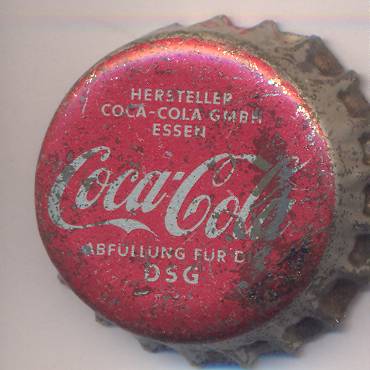 HERSTELLER
COCA-COLA GMBH
ESSEN
Coca-Cola
ABFÜLLUNG FÜR DIE
DSG